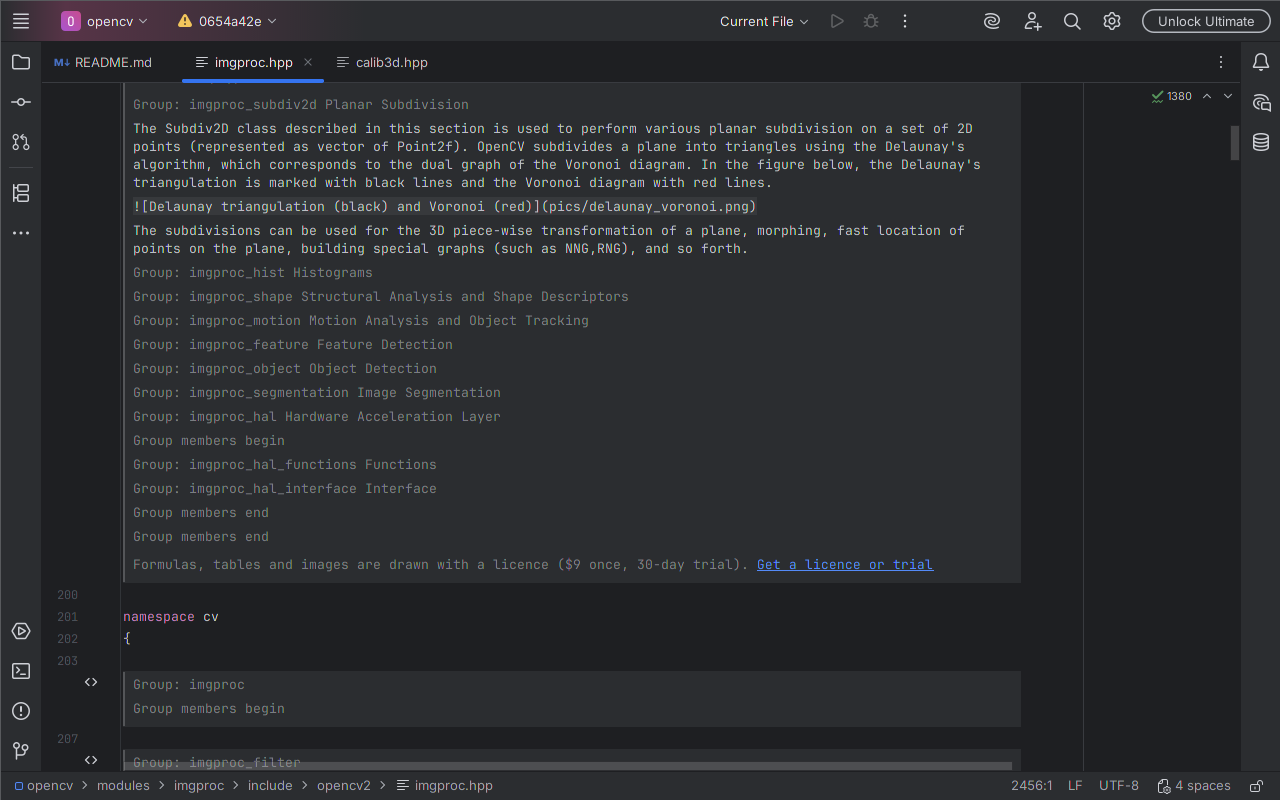 O opencv 0654a42e Current File Unlock Ultimate
M↓ README.md imgproc.hpp calib3d.hpp
1380
Group: imgproc_subdiv2d Planar Subdivision
The Subdiv2D class described in this section is used to perform various planar subdivision on a set of 2D
points (represented as vector of Point2f). OpenCV subdivides a plane into triangles using the Delaunay's
algorithm, which corresponds to the dual graph of the Voronoi diagram. In the figure below, the Delaunay's
triangulation is marked with black lines and the Voronoi diagram with red lines.
![Delaunay triangulation (black) and Voronoi (red)](pics/delaunay_voronoi.png)
The subdivisions can be used for the 3D piece-wise transformation of a plane, morphing, fast location of
points on the plane, building special graphs (such as NNG,RNG), and so forth.
Group: imgproc_hist Histograms
Group: imgproc_shape Structural Analysis and Shape Descriptors
Group: imgproc_motion Motion Analysis and Object Tracking
Group: imgproc_feature Feature Detection
Group: imgproc_object Object Detection
Group: imgproc_segmentation Image Segmentation
Group: imgproc_hal Hardware Acceleration Layer
Group members begin
Group: imgproc_hal_functions Functions
Group: imgproc_hal_interface Interface
Group members end
Group members end
Formulas, tables and images are drawn with a licence ($9 once, 30-day trial). Get a licence or trial
200
201 namespace cv
202 {
203
Group: imgproc
Group members begin
207
Group: imgproc_filter
opencv > modules > imgproc > include > opencv2 > imgproc.hpp 2456:1 LF UTF-8 4 spaces